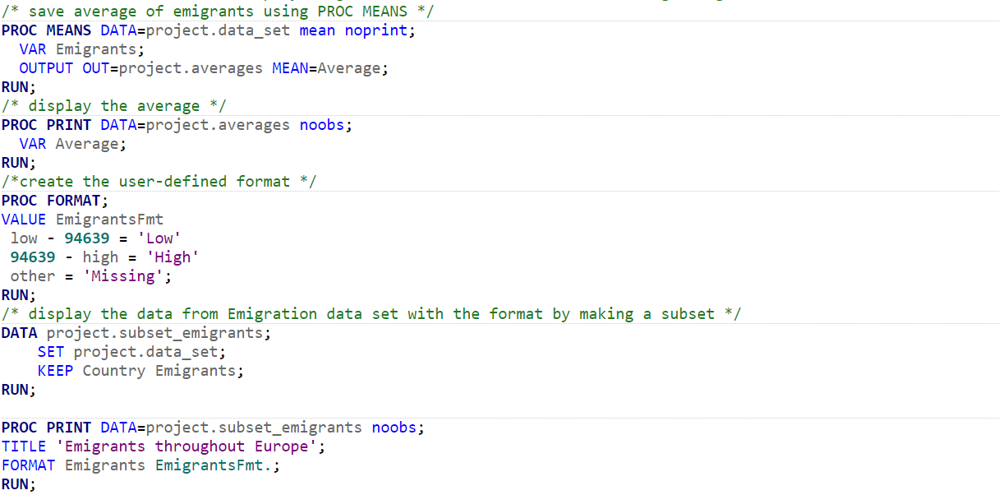 /* save average of emigrants using PROC MEANS */
PROC MEANS DATA=project.data_set mean noprint;
  VAR Emigrants;
  OUTPUT OUT=project.averages MEAN=Average;
RUN;
/* display the average */
PROC PRINT DATA=project.averages noobs;
  VAR Average;
RUN;
/*create the user-defined format */
PROC FORMAT;
VALUE EmigrantsFmt
 low - 94639 = 'Low'
 94639 - high = 'High'
 other = 'Missing';
RUN;
/* display the data from Emigration data set with the format by making a subset */
DATA project.subset_emigrants;
    SET project.data_set;
    KEEP Country Emigrants;
RUN;

PROC PRINT DATA=project.subset_emigrants noobs;
TITLE 'Emigrants throughout Europe';
FORMAT Emigrants EmigrantsFmt.;
RUN;